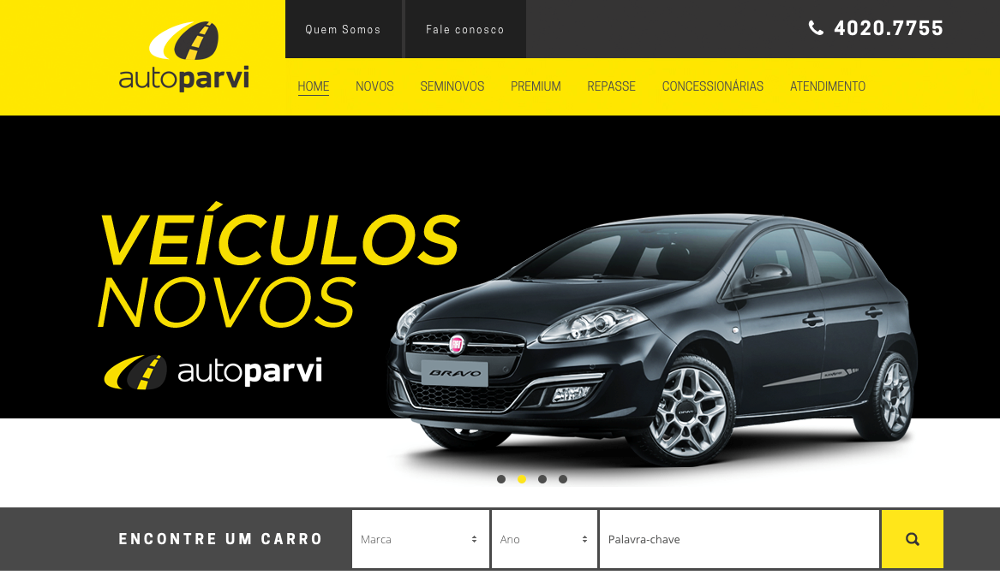 autoparvi
Quem Somos
Fale conosco
4020.7755
HOME
NOVOS
SEMINOVOS
PREMIUM
REPASSE
CONCESSIONÁRIAS
ATENDIMENTO
VEÍCULOS
NOVOS
autoparvi
BRAVO
ENCONTRE UM CARRO
Marca
Ano
Palavra-chave